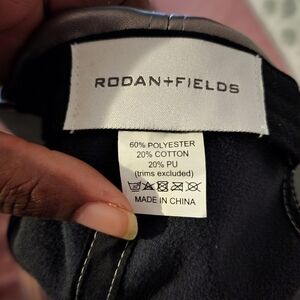 RODAN+FIELDS
60% POLYESTER
20% COTTON
20% PU
(trims excluded)
MADE IN CHINA